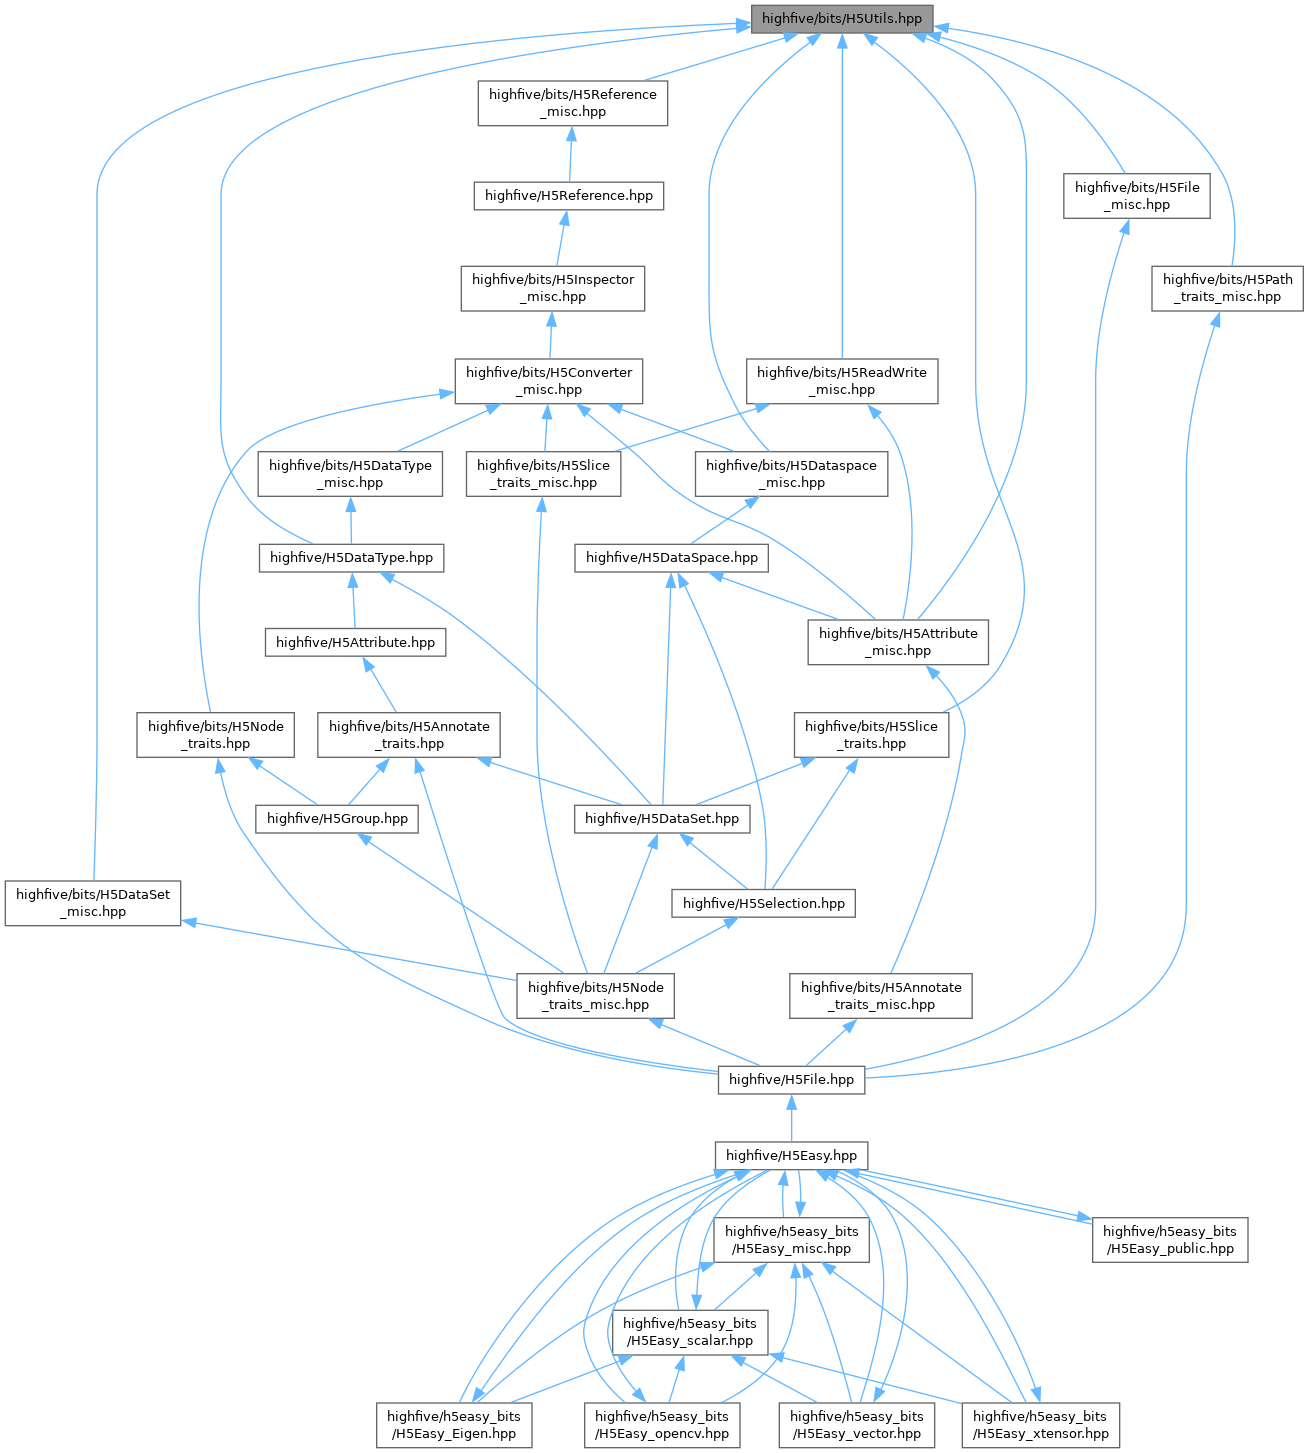 highfive/bits/H5Utils.hpp
highfive/bits/H5Reference
_misc.hpp
highfive/H5Reference.hpp
highfive/bits/H5File
_misc.hpp
highfive/bits/H5Inspector
_misc.hpp
highfive/bits/H5Path
_traits_misc.hpp
highfive/bits/H5Converter
_misc.hpp
highfive/bits/H5ReadWrite
_misc.hpp
highfive/bits/H5DataType
_misc.hpp
highfive/bits/H5Slice
_traits_misc.hpp
highfive/bits/H5Dataspace
_misc.hpp
highfive/H5DataType.hpp
highfive/H5DataSpace.hpp
highfive/H5Attribute.hpp
highfive/bits/H5Attribute
_misc.hpp
highfive/bits/H5Node
_traits.hpp
highfive/bits/H5Annotate
_traits.hpp
highfive/bits/H5Slice
_traits.hpp
highfive/H5Group.hpp
highfive/H5DataSet.hpp
highfive/bits/H5DataSet
_misc.hpp
highfive/H5Selection.hpp
highfive/bits/H5Node
_traits_misc.hpp
highfive/bits/H5Annotate
_traits_misc.hpp
highfive/H5File.hpp
highfive/H5Easy.hpp
highfive/h5easy_bits
/H5Easy_misc.hpp
highfive/h5easy_bits
/H5Easy_public.hpp
highfive/h5easy_bits
/H5Easy_scalar.hpp
highfive/h5easy_bits
/H5Easy_Eigen.hpp
highfive/h5easy_bits
/H5Easy_opencv.hpp
highfive/h5easy_bits
/H5Easy_vector.hpp
highfive/h5easy_bits
/H5Easy_xtensor.hpp